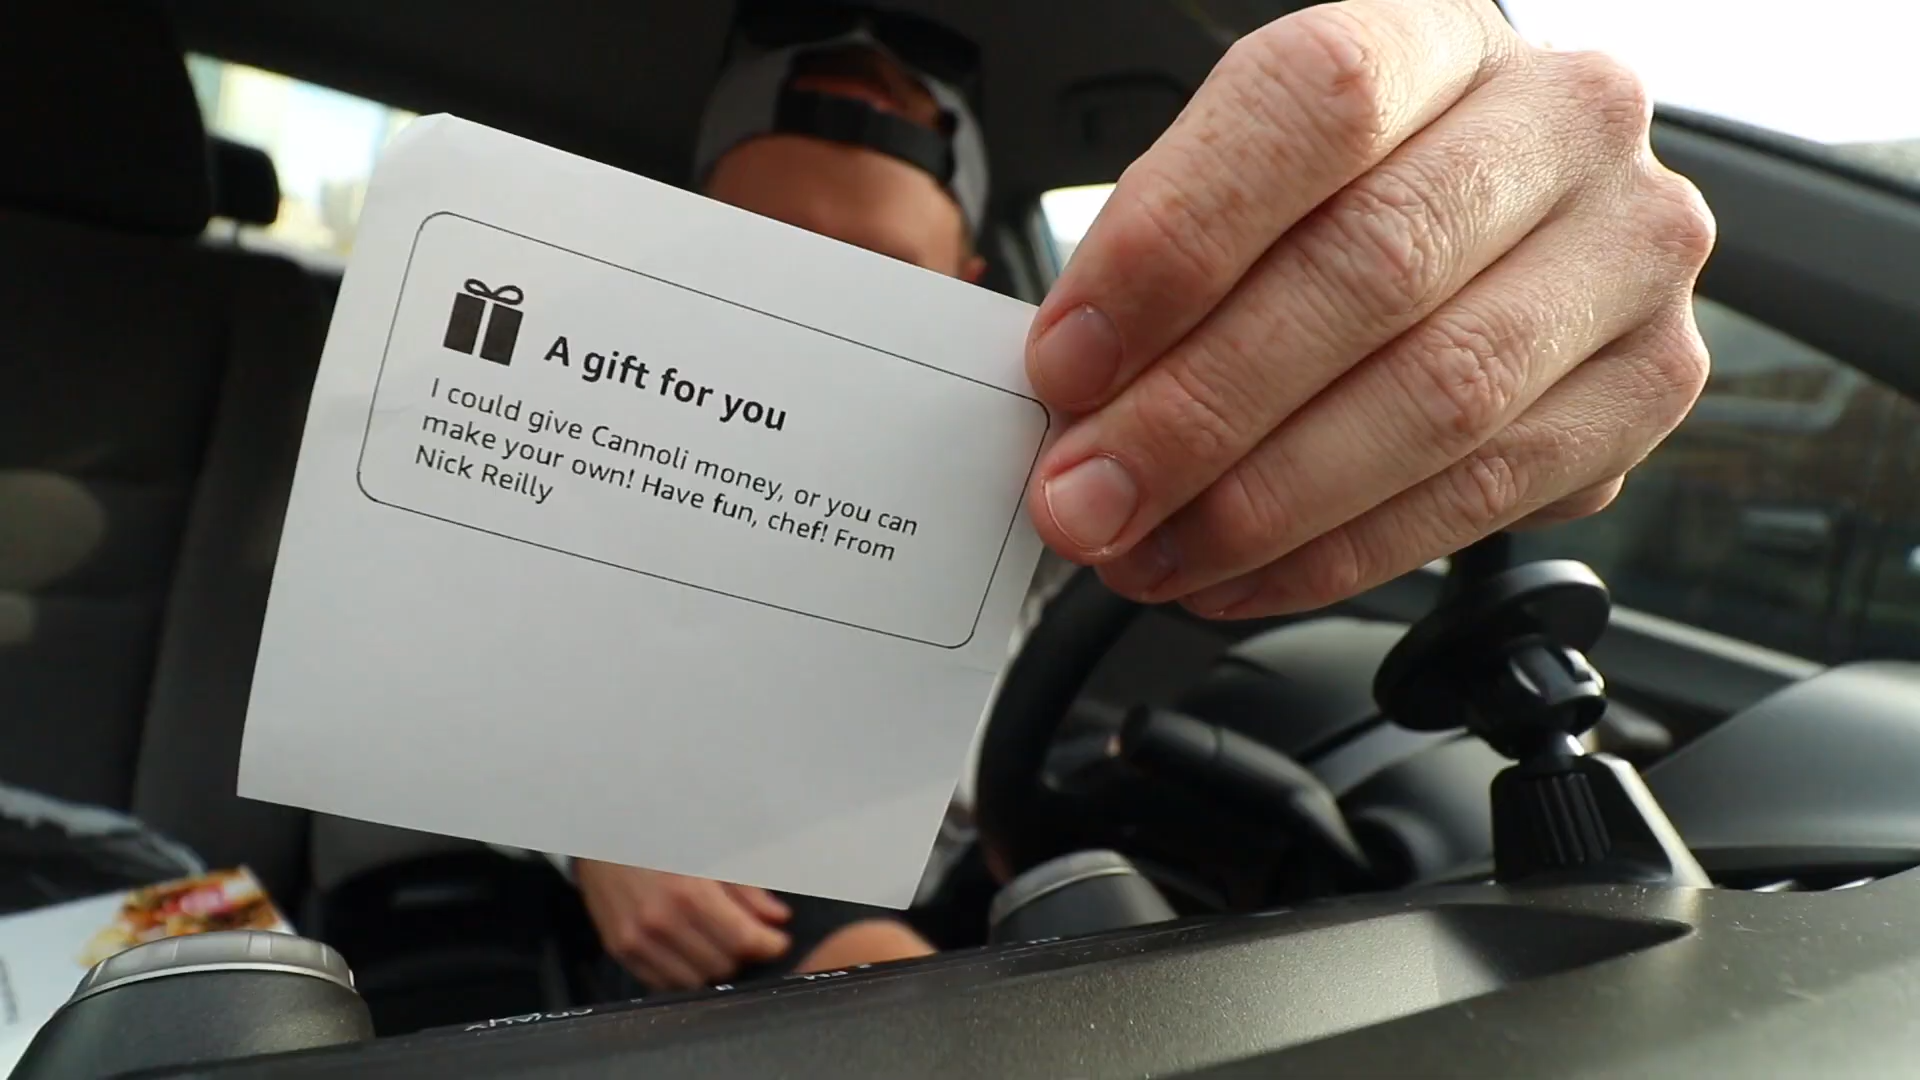 A gift for you
I could give Cannoli money, or you can
make your own! Have fun, chef! From
Nick Reilly